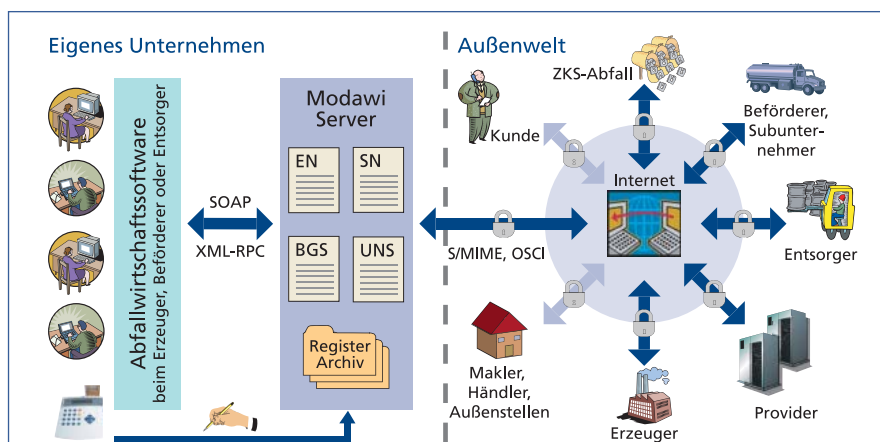 Eigenes Unternehmen
Abfallwirtschaftssoftware
beim Erzeuger, Beförderer oder Entsorger
SOAP
XML-RPC
Modawi
Server
EN
SN
BGS
UNS
Register
Archiv
Außenwelt
S/MIME, OSCI
Internet
Kunde
ZKS-Abfall
Beförderer,
Subunter-
nehmer
Entsorger
Provider
Erzeuger
Makler,
Händler,
Außenstellen